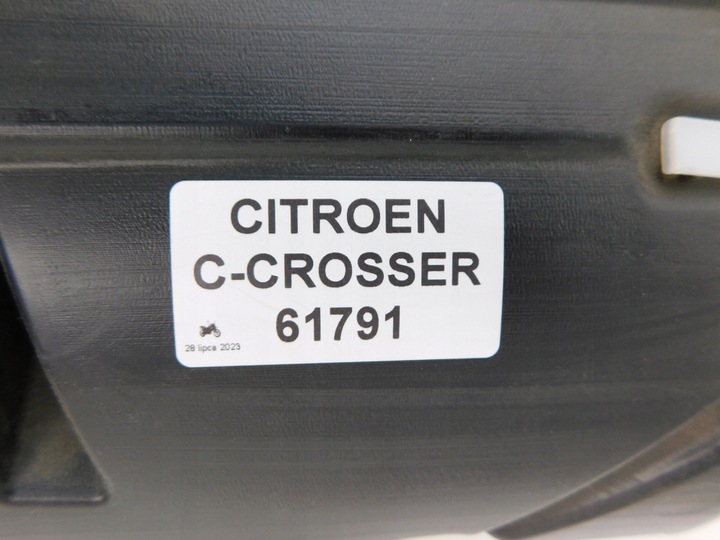 CITROEN
C-CROSSER
61791
28 lipca 2023